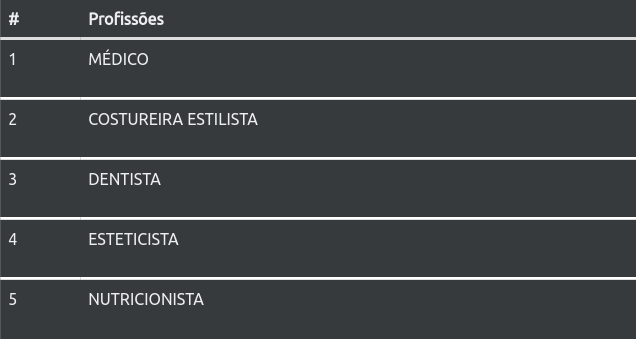 # Profissões
1 MÉDICO
2 COSTUREIRA ESTILISTA
3 DENTISTA
4 ESTETICISTA
5 NUTRICIONISTA